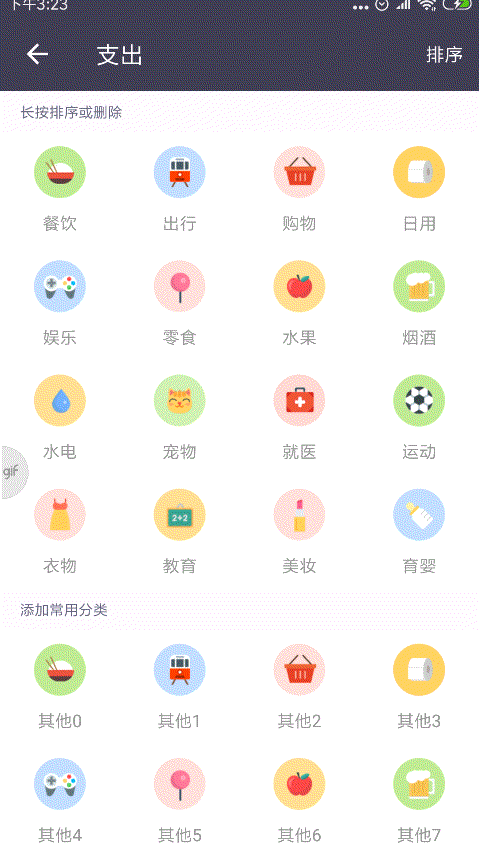 下午3:23
支出 排序
长按排序或删除
餐饮 出行 购物 日用
娱乐 零食 水果 烟酒
水电 宠物 就医 运动
gif
2+2
衣物 教育 美妆 育婴
添加常用分类
其他0 其他1 其他2 其他3
其他4 其他5 其他6 其他7